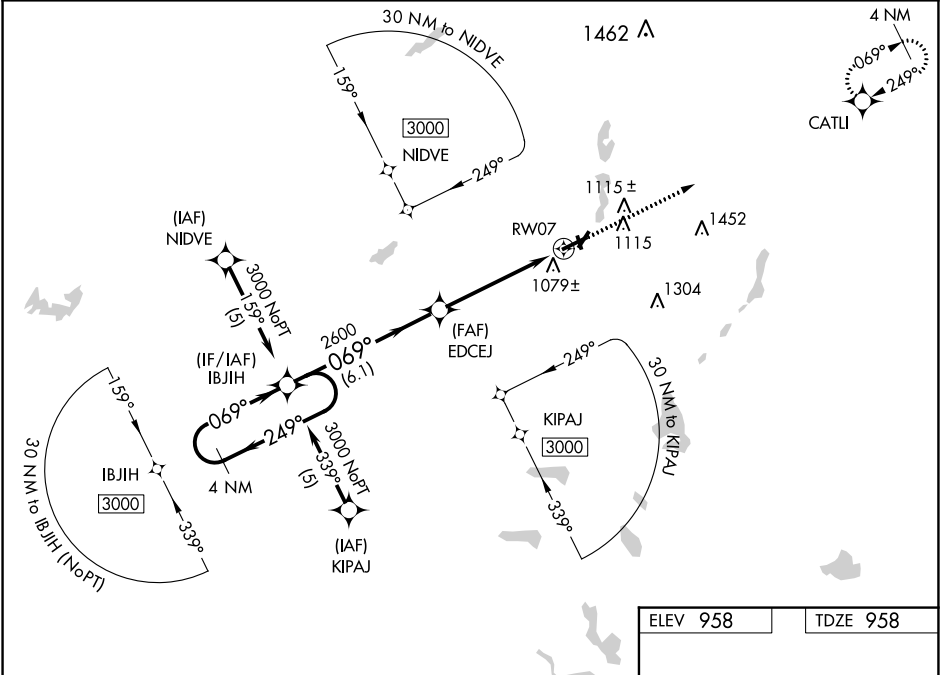 30 NM to NIDVE
159°
3000
NIDVE
249°
1462
4 NM
069°
249°
CATLI
(IAF)
NIDVE
3000 NoPT
159°
(5)
RW07
1115 ±
1115
1452
1079±
1304
(IF/IAF)
IBJIH
2600
069°
(6.1)
(FAF)
EDCEJ
069°
249°
4 NM
3000 NoPT
339°
(5)
(IAF)
KIPAJ
159°
IBJIH
3000
339°
30 NM to IBJIH (NoPT)
249°
KIPAJ
3000
339°
30 NM to KIPAJ
ELEV 958
TDZE 958